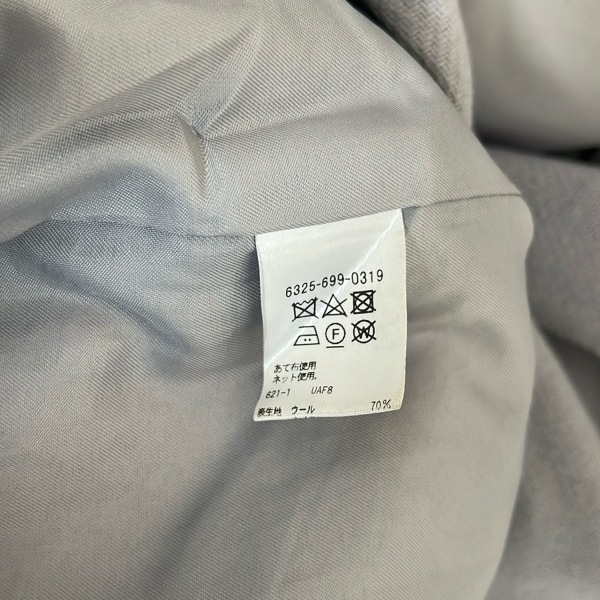 6325-699-0319
F W
あて布使用
ネット使用。
621-1 UAF8
表生地 ウール 70%